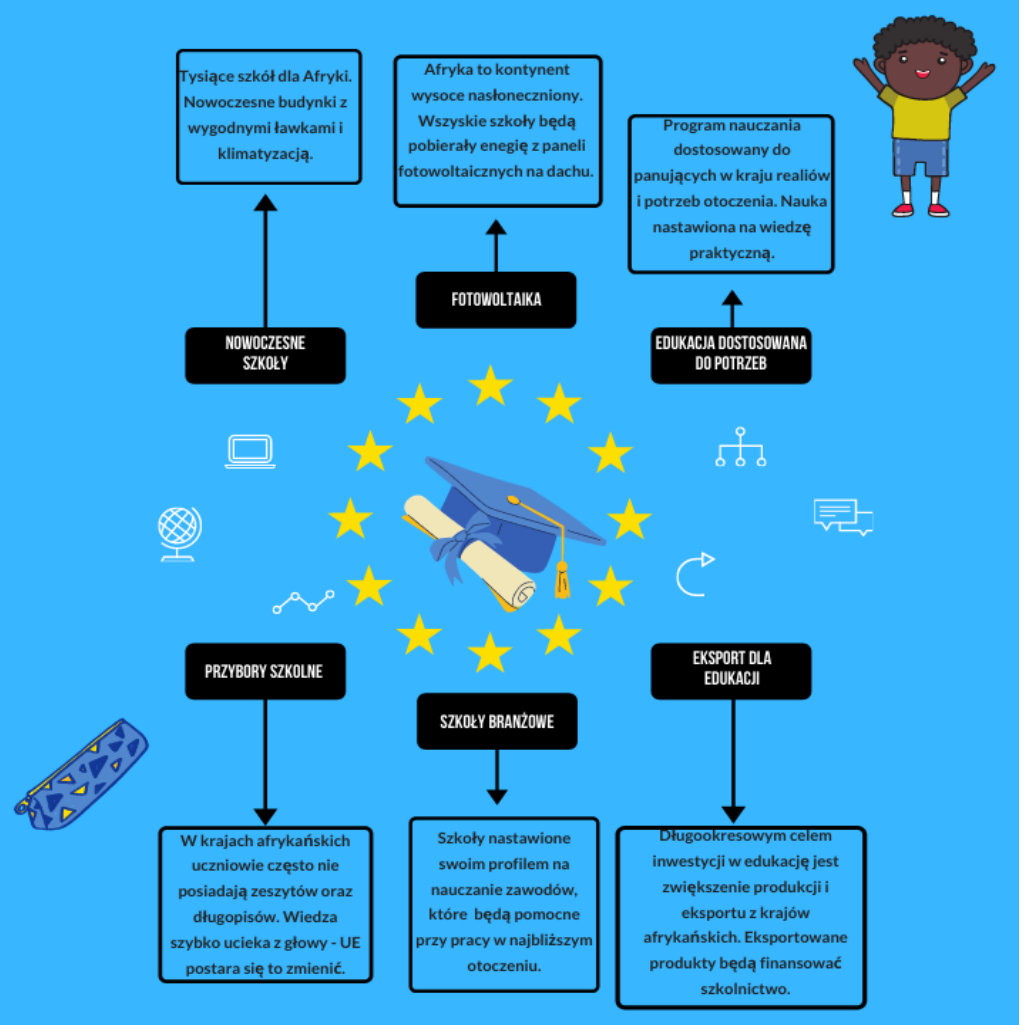 Tysiące szkół dla Afryki.
Nowoczesne budynki z
wygodnymi ławkami i
klimatyzacją.
Afryka to kontynent
wysoce nasłoneczniony.
Wszyskie szkoły będą
pobierały enegię z paneli
fotowoltaicznych na dachu.
Program nauczania
dostosowany do
panujących w kraju realiów
i potrzeb otoczenia. Nauka
nastawiona na wiedzę
praktyczną.
NOWOCZESNE
SZKOŁY
FOTOWOLTAIKA
EDUKACJA DOSTOSOWANA
DO POTRZEB
PRZYBORY SZKOLNE
SZKOŁY BRANŻOWE
EKSPORT DLA
EDUKACJI
W krajach afrykańskich
uczniowie często nie
posiadają zeszytów oraz
długopisów. Wiedza
szybko ucieka z głowy - UE
postara się to zmienić.
Szkoły nastawione
swoim profilem na
nauczanie zawodów,
które będą pomocne
przy pracy w najbliższym
otoczeniu.
Długookresowym celem
inwestycji w edukację jest
zwiększenie produkcji i
eksportu z krajów
afrykańskich. Eksportowane
produkty będą finansować
szkolnictwo.